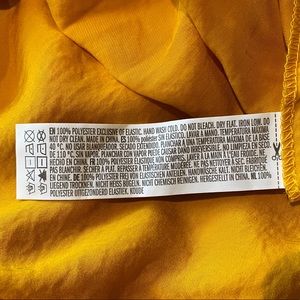 EN 100% POLYESTER EXCLUSIVE OF ELASTIC. HAND WASH COLD. DO NOT BLEACH. DRY FLAT. IRON LOW. DO
NOT DRY CLEAN. MADE IN CHINA. ES 100% POLIÉSTER EXCLUSIVO ELÁSTICO. LAVAR A MANO. TEMPERATURA MÁXIMA
40 °C. NO USAR BLANQUEADOR. SECADO EXTENDIDO. PLANCHAR A UNA TEMPERATURA MÁXIMA DE LA BASE
DE 110 °C, SIN VAPOR. PLANCHAR CON VAPOR PUEDE CAUSAR DAÑOS IRREVERSIBLES. NO LIMPIEZA EN SECO.
HECHO EN CHINA. FR 100% POLYESTER ÉLASTIQUE NON COMPRIS. LAVER À LA MAIN, À L'EAU FROIDE. NE
PAS BLANCHIR. SÉCHER À PLAT. REPASSER À TEMPÉRATURE DOUCE. NE PAS NETTOYER À SEC. FABRIQUÉ EN
CHINE. DE 100% POLYESTER FREI VON ELASTISCHEN ANTEILEN. HANDWÄSCHE KALT. NICHT BLEICHEN.
LIEGEND TROCKNEN. NICHT HEISS BÜGELN. NICHT CHEMISCH REINIGEN. HERGESTELLT IN CHINA. NL 100%
POLYESTER UITGEZONDERD ELASTIEK. KOUDE